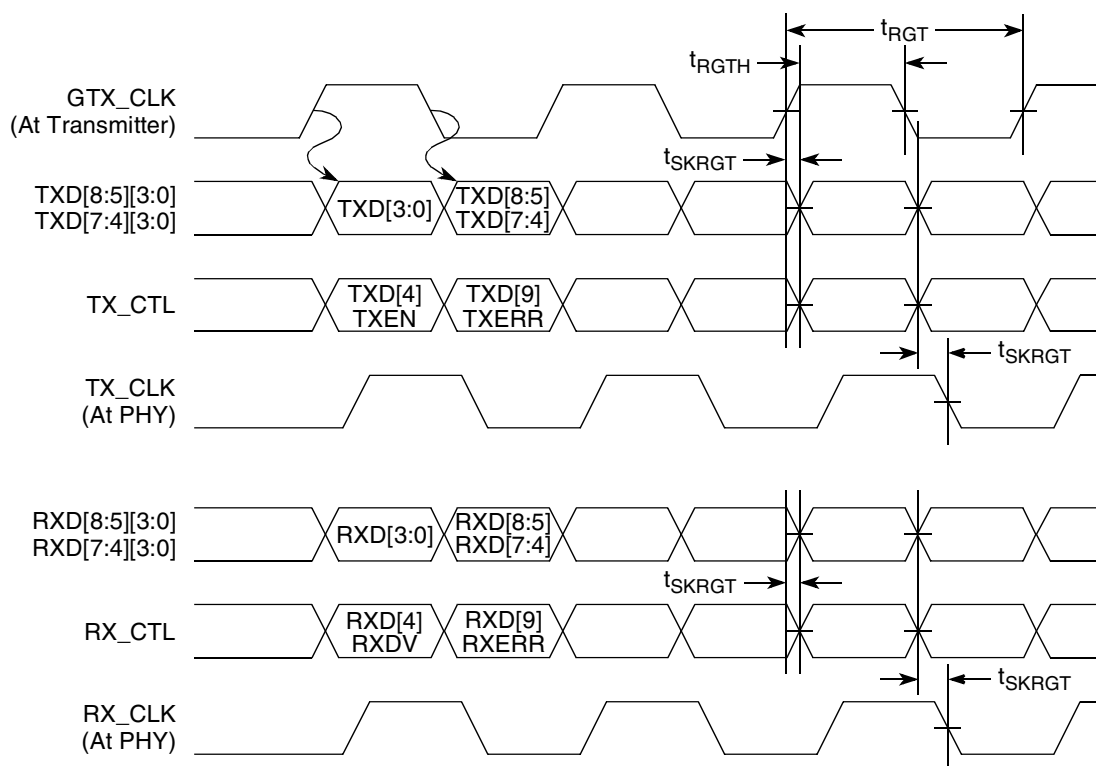 tRGT
tRGTH
GTX_CLK
(At Transmitter)
tSKRGT
TXD[8:5][3:0]
TXD[7:4][3:0]
TXD[3:0]
TXD[8:5]
TXD[7:4]
TX_CTL
TXD[4]
TXEN
TXD[9]
TXERR
tSKRGT
TX_CLK
(At PHY)
RXD[8:5][3:0]
RXD[7:4][3:0]
RXD[3:0]
RXD[8:5]
RXD[7:4]
tSKRGT
RX_CTL
RXD[4]
RXDV
RXD[9]
RXERR
tSKRGT
RX_CLK
(At PHY)